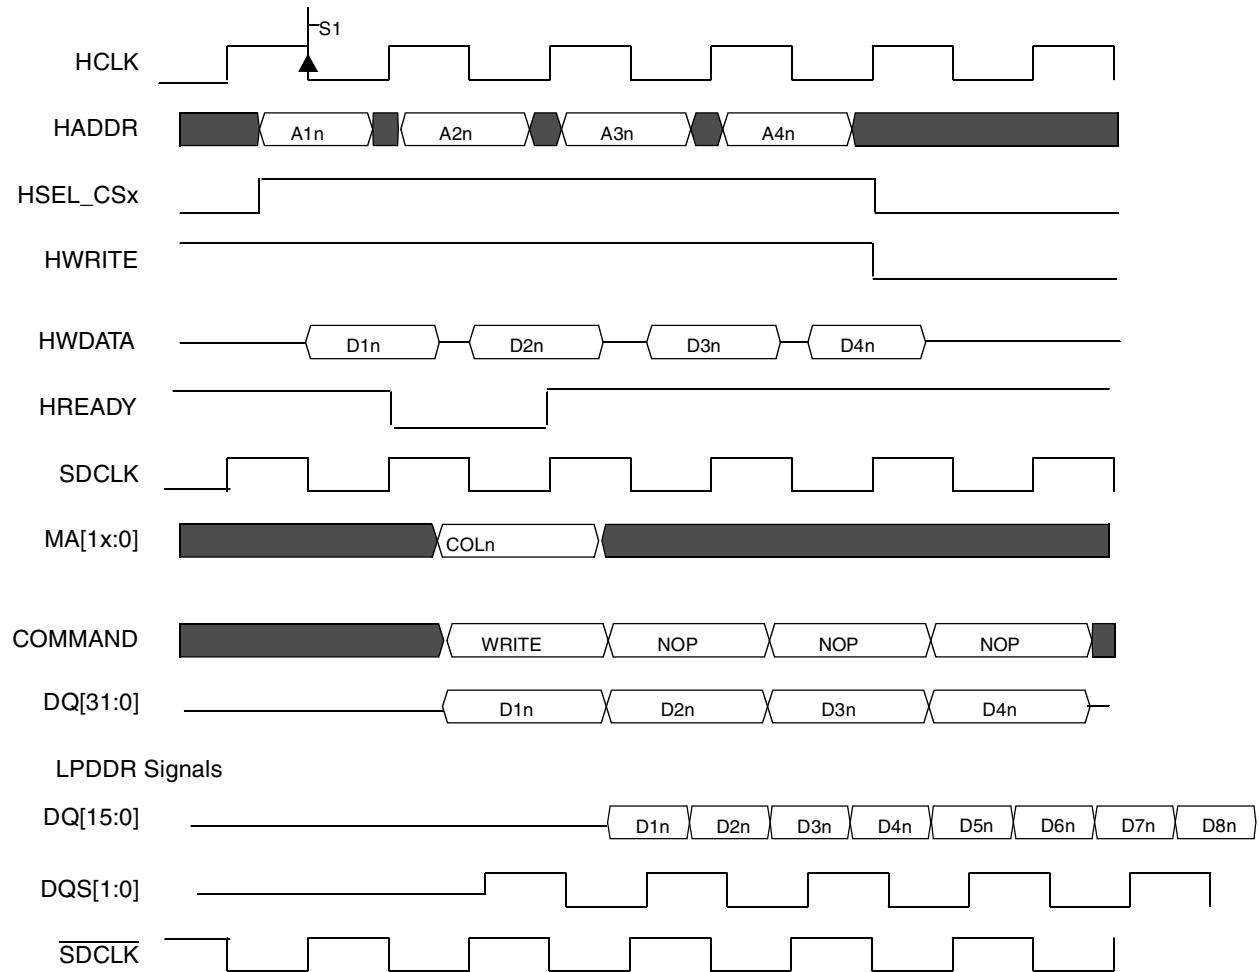 S1
HCLK
HADDR A1n A2n A3n A4n
HSEL_CSx
HWRITE
HWDATA D1n D2n D3n D4n
HREADY
SDCLK
MA[1x:0] COLn
COMMAND WRITE NOP NOP NOP
DQ[31:0] D1n D2n D3n D4n
LPDDR Signals
DQ[15:0] D1n D2n D3n D4n D5n D6n D7n D8n
DQS[1:0]
SDCLK